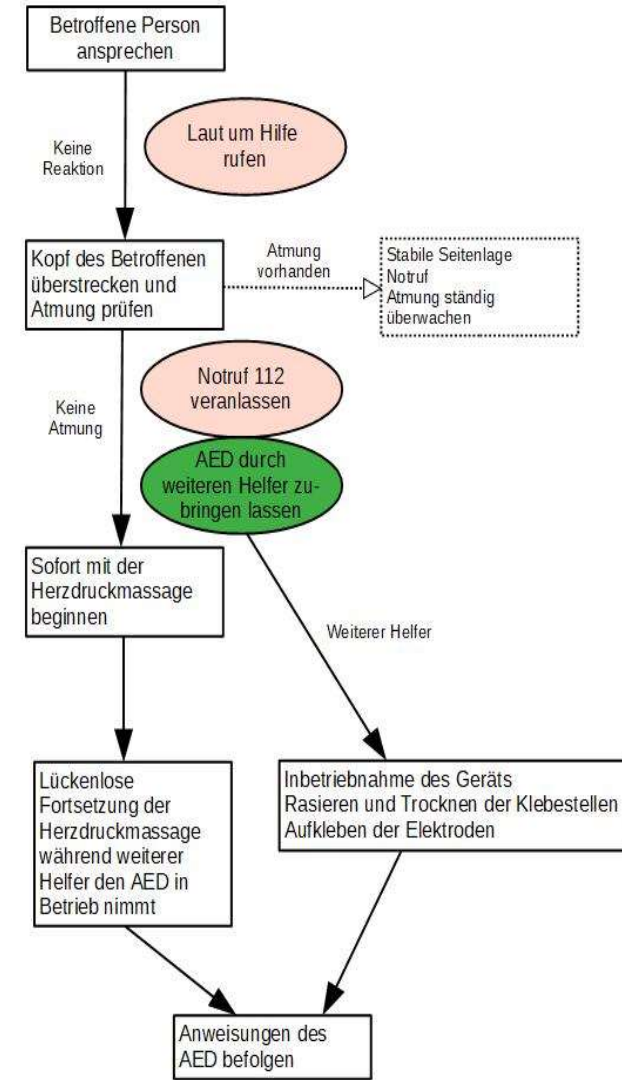 Betroffene Person
ansprechen
Laut um Hilfe
rufen
Keine
Reaktion
Kopf des Betroffenen
überstrecken und
Atmung prüfen
Atmung
vorhanden
Stabile Seitenlage
Notruf
Atmung ständig
überwachen
Notruf 112
veranlassen
Keine
Atmung
AED durch
weiteren Helfer zu-
bringen lassen
Sofort mit der
Herzdruckmassage
beginnen
Weiterer Helfer
Lückenlose
Fortsetzung der
Herzdruckmassage
während weiterer
Helfer den AED in
Betrieb nimmt
Inbetriebnahme des Geräts
Rasieren und Trocknen der Klebestellen
Aufkleben der Elektroden
Anweisungen des
AED befolgen